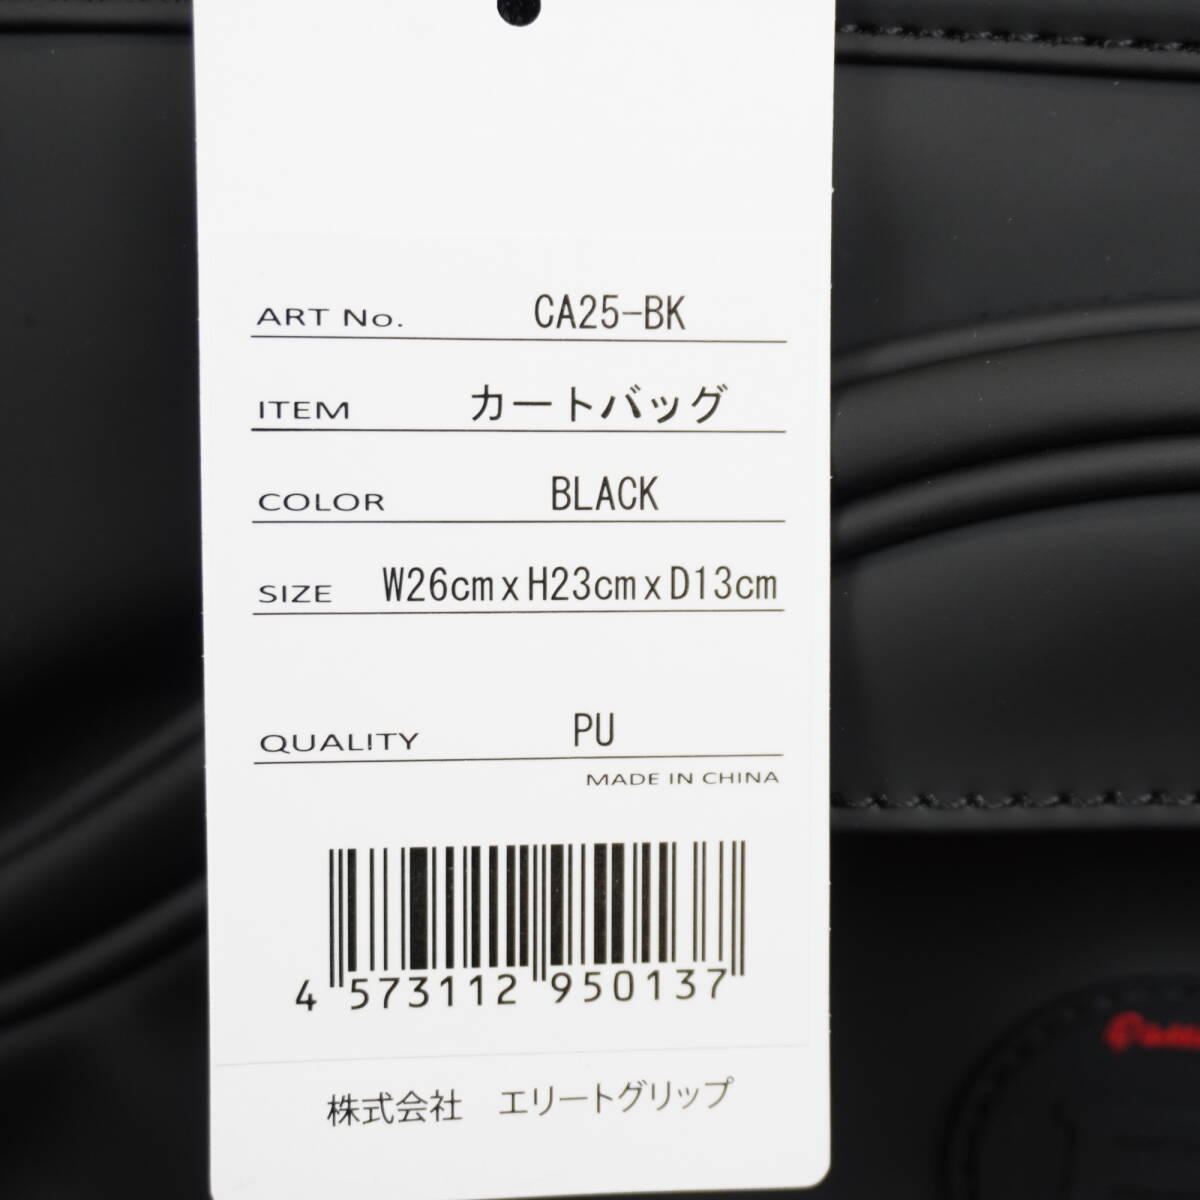 ART No. CA25-BK
ITEM カートバッグ
COLOR BLACK
SIZE W26cm x H23cm x D13cm
QUALITY PU
MADE IN CHINA
4 573112 950137
株式会社 エリートグリップ